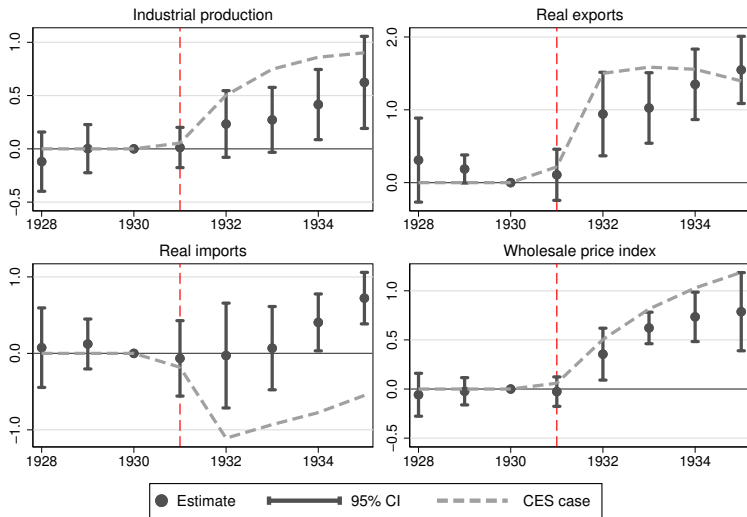 Industrial production
1.0
0.5
0.0
−0.5
1928 1930 1932 1934
Real exports
2.0
1.0
0.0
1928 1930 1932 1934
Real imports
1.0
0.0
−1.0
1928 1930 1932 1934
Wholesale price index
1.0
0.5
0.0
−0.5
1928 1930 1932 1934
Estimate 95% CI CES case